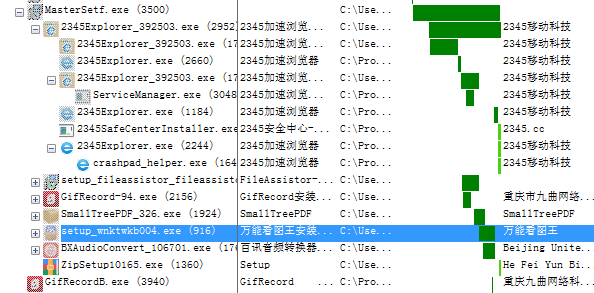 MasterSetf.exe (3500) C:\Use...
2345Explorer_392503.exe (2952) 2345加速浏览... C:\Use... 2345移动科技
2345Explorer_392503.exe (17 2345加速浏览... C:\Use... 2345移动科技
2345Explorer.exe (2660) 2345加速浏览器 C:\Pro... 2345移动科技
2345Explorer_392503.exe (17 2345加速浏览... C:\Use... 2345移动科技
ServiceManager.exe (3048 2345加速浏览... C:\Use... 2345移动科技
2345Explorer.exe (1184) 2345加速浏览器 C:\Pro... 2345移动科技
2345SafeCenterInstaller.exe 2345安全中心-... C:\Pro... 2345.cc
2345Explorer.exe (2244) 2345加速浏览器 C:\Pro... 2345移动科技
crashpad_helper.exe (164 2345加速浏览器 C:\Pro... 2345移动科技
setup_fileassistor_fileassist FileAssistor-... C:\Use...
GifRecord-94.exe (2156) GifRecord安装... C:\Use... 重庆市九曲网络...
SmallTreePDF_326.exe (1924) SmallTreePDF C:\Use... SmallTreePDF
setup_wnktwkb004.exe (916) 万能看图王安装... C:\Use... 万能看图王
BXAudioConvert_106701.exe (17 百讯音频转换器... C:\Use... Beijing Unite...
ZipSetup10165.exe (1360) Setup C:\Use... He Fei Yun Bi...
GifRecordB.exe (3940) GifRecord ... C:\Use... 重庆市九曲网络科...